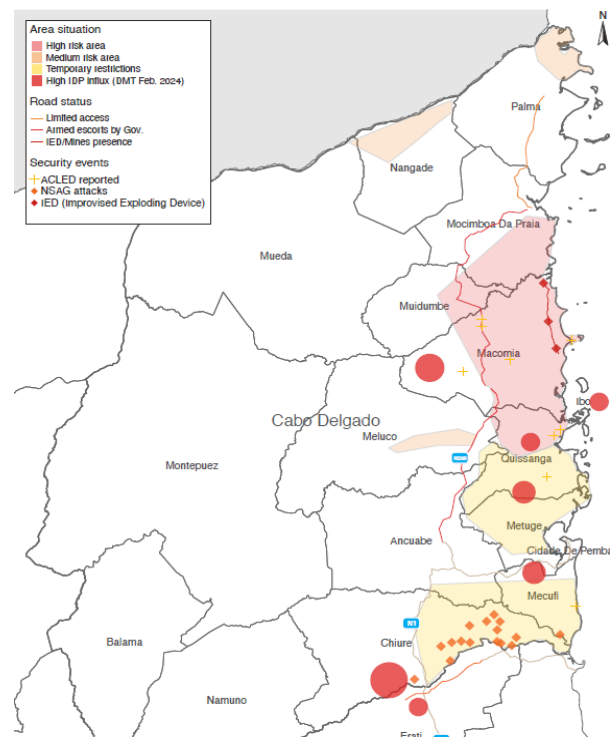 Area situation
High risk area
Medium risk area
Temporary restrictions
High IDP Influx (DMT Feb. 2024)
Road status
Limited access
Armed escorts by Gov.
IED/Mines presence
Security events
ACLED reported
NSAG attacks
IED (Improvised Exploding Device)
N
Palma
Nangade
Mocimboa Da Praia
Mueda
Muidumbe
Macomia
Ibo
Cabo Delgado
Meluco
Quissanga
Montepuez
Metuge
Ancuabe
Cidade De Pemba
Mecufi
N1
Chiure
Balama
Namuno
Erati